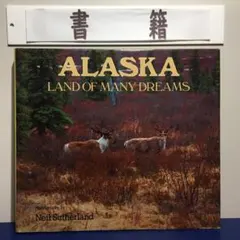 書籍
ALASKA
LAND OF MANY DREAMS
Neil Sutherland